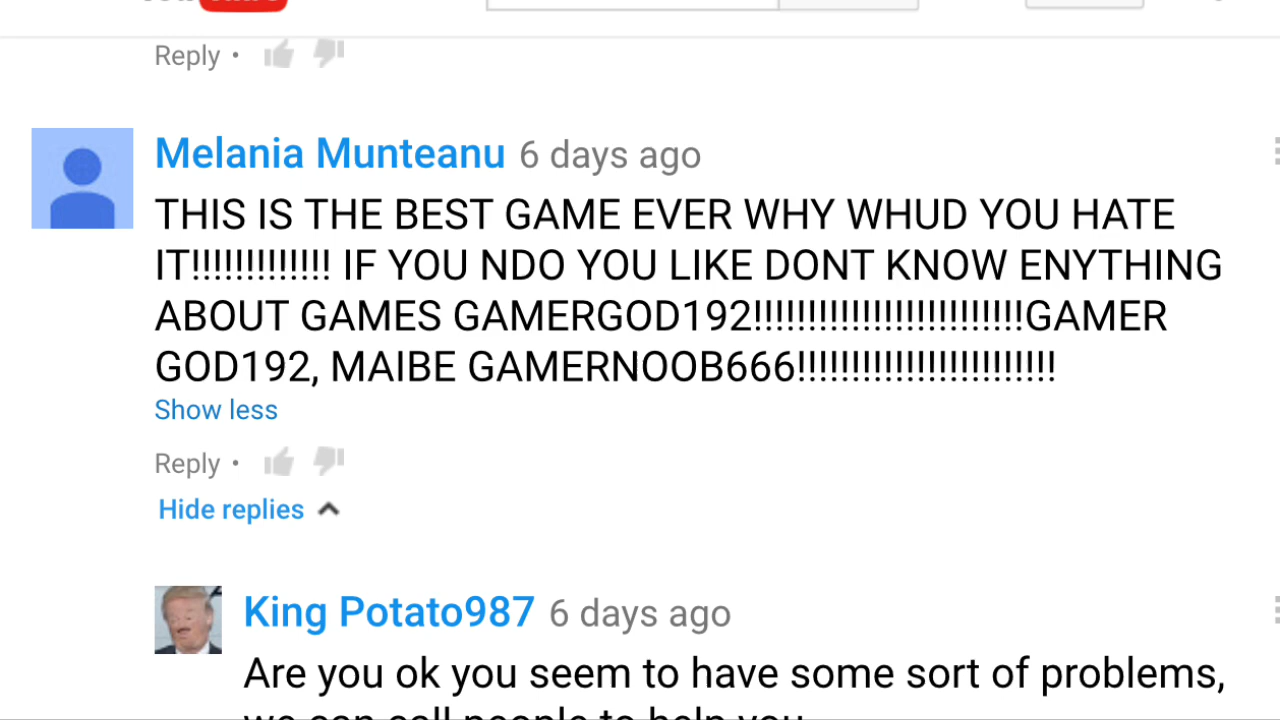 Reply •
Melania Munteanu 6 days ago
THIS IS THE BEST GAME EVER WHY WHUD YOU HATE
IT!!!!!!!!!!!!! IF YOU NDO YOU LIKE DONT KNOW ENYTHING
ABOUT GAMES GAMERGOD192!!!!!!!!!!!!!!!!!!!!!!!!!GAMER
GOD192, MAIBE GAMERNOOB666!!!!!!!!!!!!!!!!!!!!!!!!
Show less
Reply •
Hide replies
King Potato987 6 days ago
Are you ok you seem to have some sort of problems,
we can call people to help you